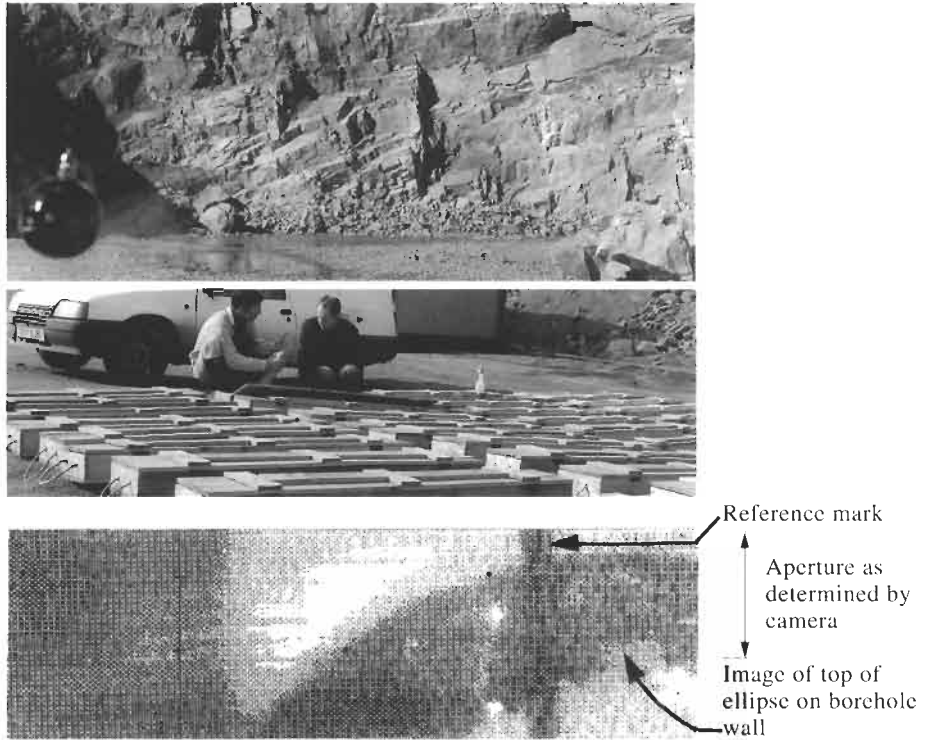 Reference mark
Aperture as
determined by
camera
Image of top of
ellipse on borehole
wall